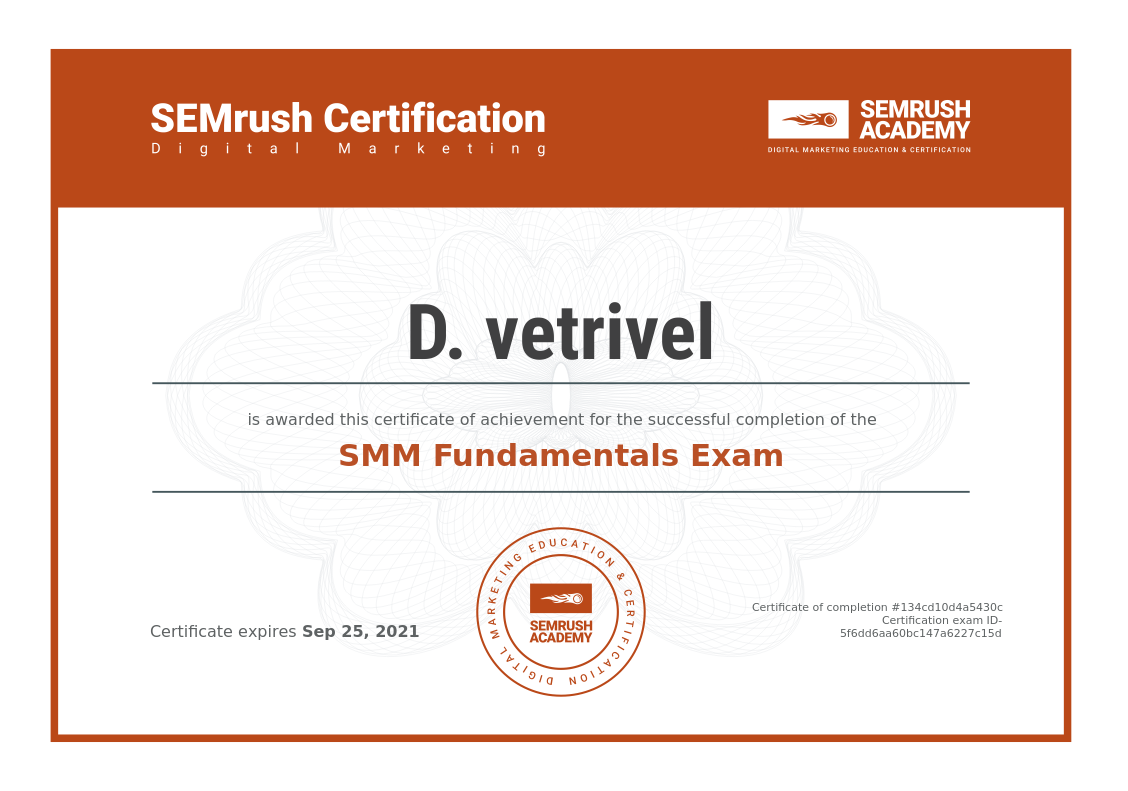 SEMrush Certification
Digital Marketing
SEMRUSH
ACADEMY
DIGITAL MARKETING EDUCATION & CERTIFICATION
D. vetrivel
is awarded this certificate of achievement for the successful completion of the
SMM Fundamentals Exam
Certificate expires Sep 25, 2021
DIGITAL MARKETING EDUCATION & CERTIFICATION
SEMRUSH
ACADEMY
Certificate of completion #134cd10d4a5430c
Certification exam ID-
5f6dd6aa60bc147a6227c15d